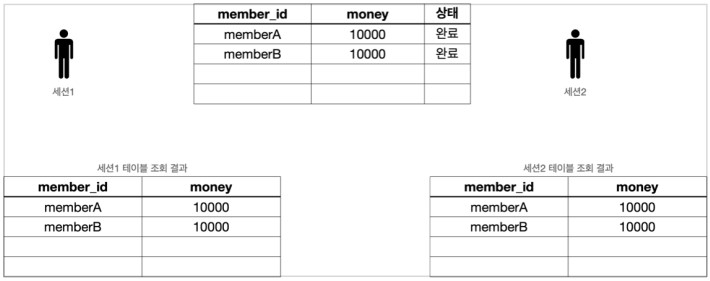 member_id money 상태
memberA 10000 완료
memberB 10000 완료
세션1
세션2
세션1 테이블 조회 결과
member_id money
memberA 10000
memberB 10000
세션2 테이블 조회 결과
member_id money
memberA 10000
memberB 10000